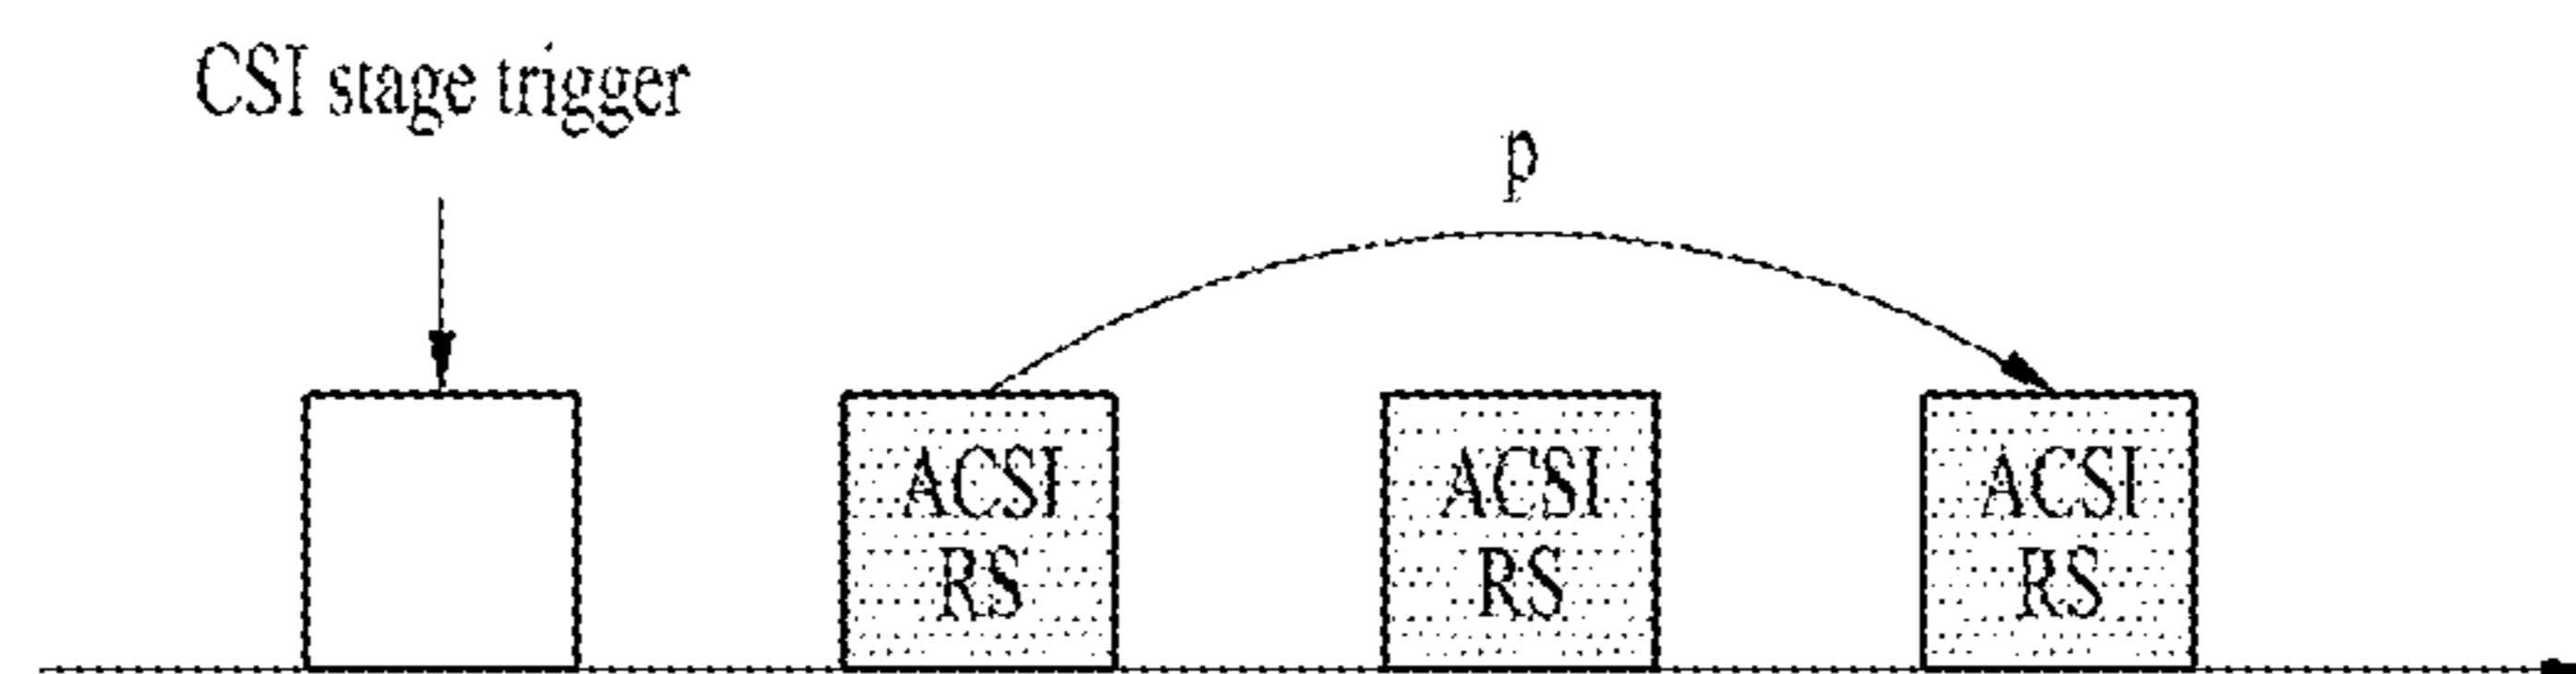 CSI stage trigger
p
ACSI
RS
ACSI
RS
ACSI
RS